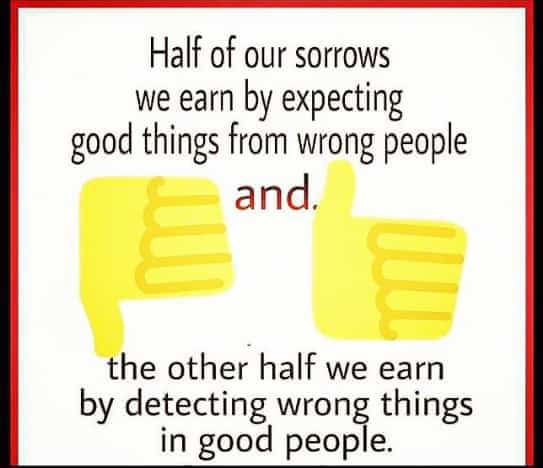 Half of our sorrows
we earn by expecting
good things from wrong people
and.
the other half we earn
by detecting wrong things
in good people.